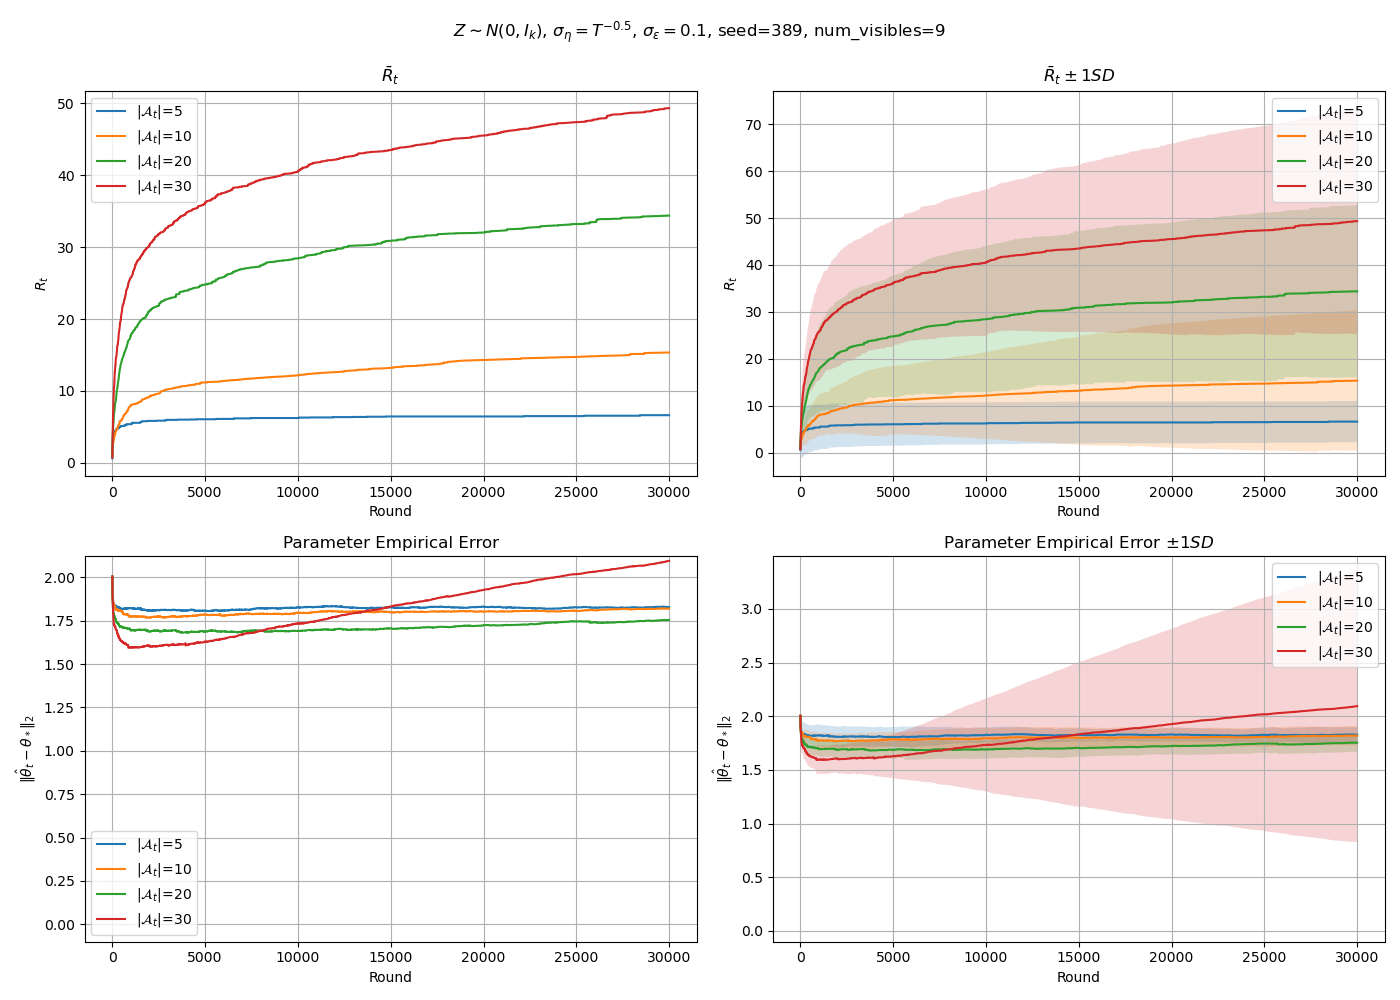 Z ∼ N(0, I_k), σ_η = T^{−0.5}, σ_ε = 0.1, seed=389, num_visibles=9
R̄_t
R_t
50
40
30
20
10
0
|𝒜_t|=5
|𝒜_t|=10
|𝒜_t|=20
|𝒜_t|=30
0 5000 10000 15000 20000 25000 30000
Round
R̄_t ± 1SD
R_t
70
60
50
40
30
20
10
0
|𝒜_t|=5
|𝒜_t|=10
|𝒜_t|=20
|𝒜_t|=30
0 5000 10000 15000 20000 25000 30000
Round
Parameter Empirical Error
‖θ̂_t − θ_*‖_2
2.00
1.75
1.50
1.25
1.00
0.75
0.50
0.25
0.00
|𝒜_t|=5
|𝒜_t|=10
|𝒜_t|=20
|𝒜_t|=30
0 5000 10000 15000 20000 25000 30000
Round
Parameter Empirical Error ±1SD
‖θ̂_t − θ_*‖_2
3.0
2.5
2.0
1.5
1.0
0.5
0.0
|𝒜_t|=5
|𝒜_t|=10
|𝒜_t|=20
|𝒜_t|=30
0 5000 10000 15000 20000 25000 30000
Round